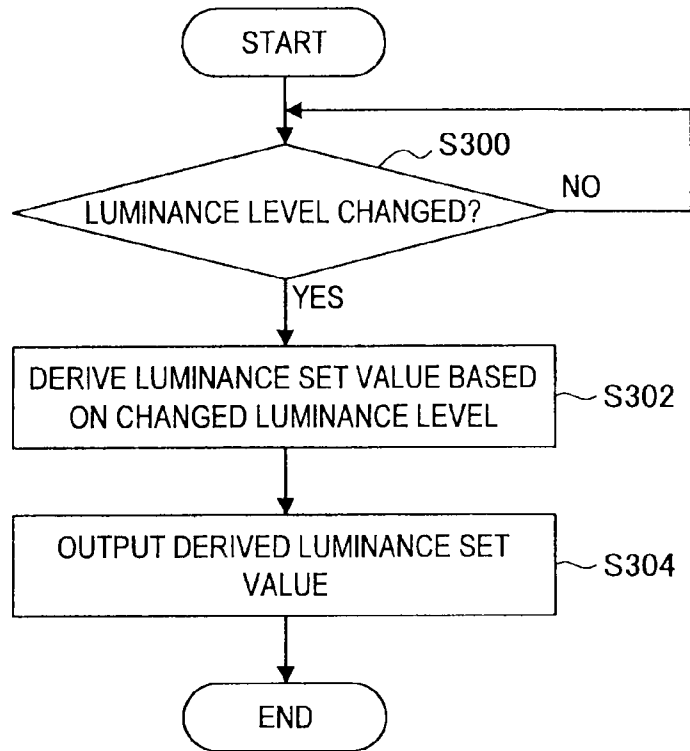 START
S300
LUMINANCE LEVEL CHANGED?
NO
YES
DERIVE LUMINANCE SET VALUE BASED
ON CHANGED LUMINANCE LEVEL
S302
OUTPUT DERIVED LUMINANCE SET
VALUE
S304
END